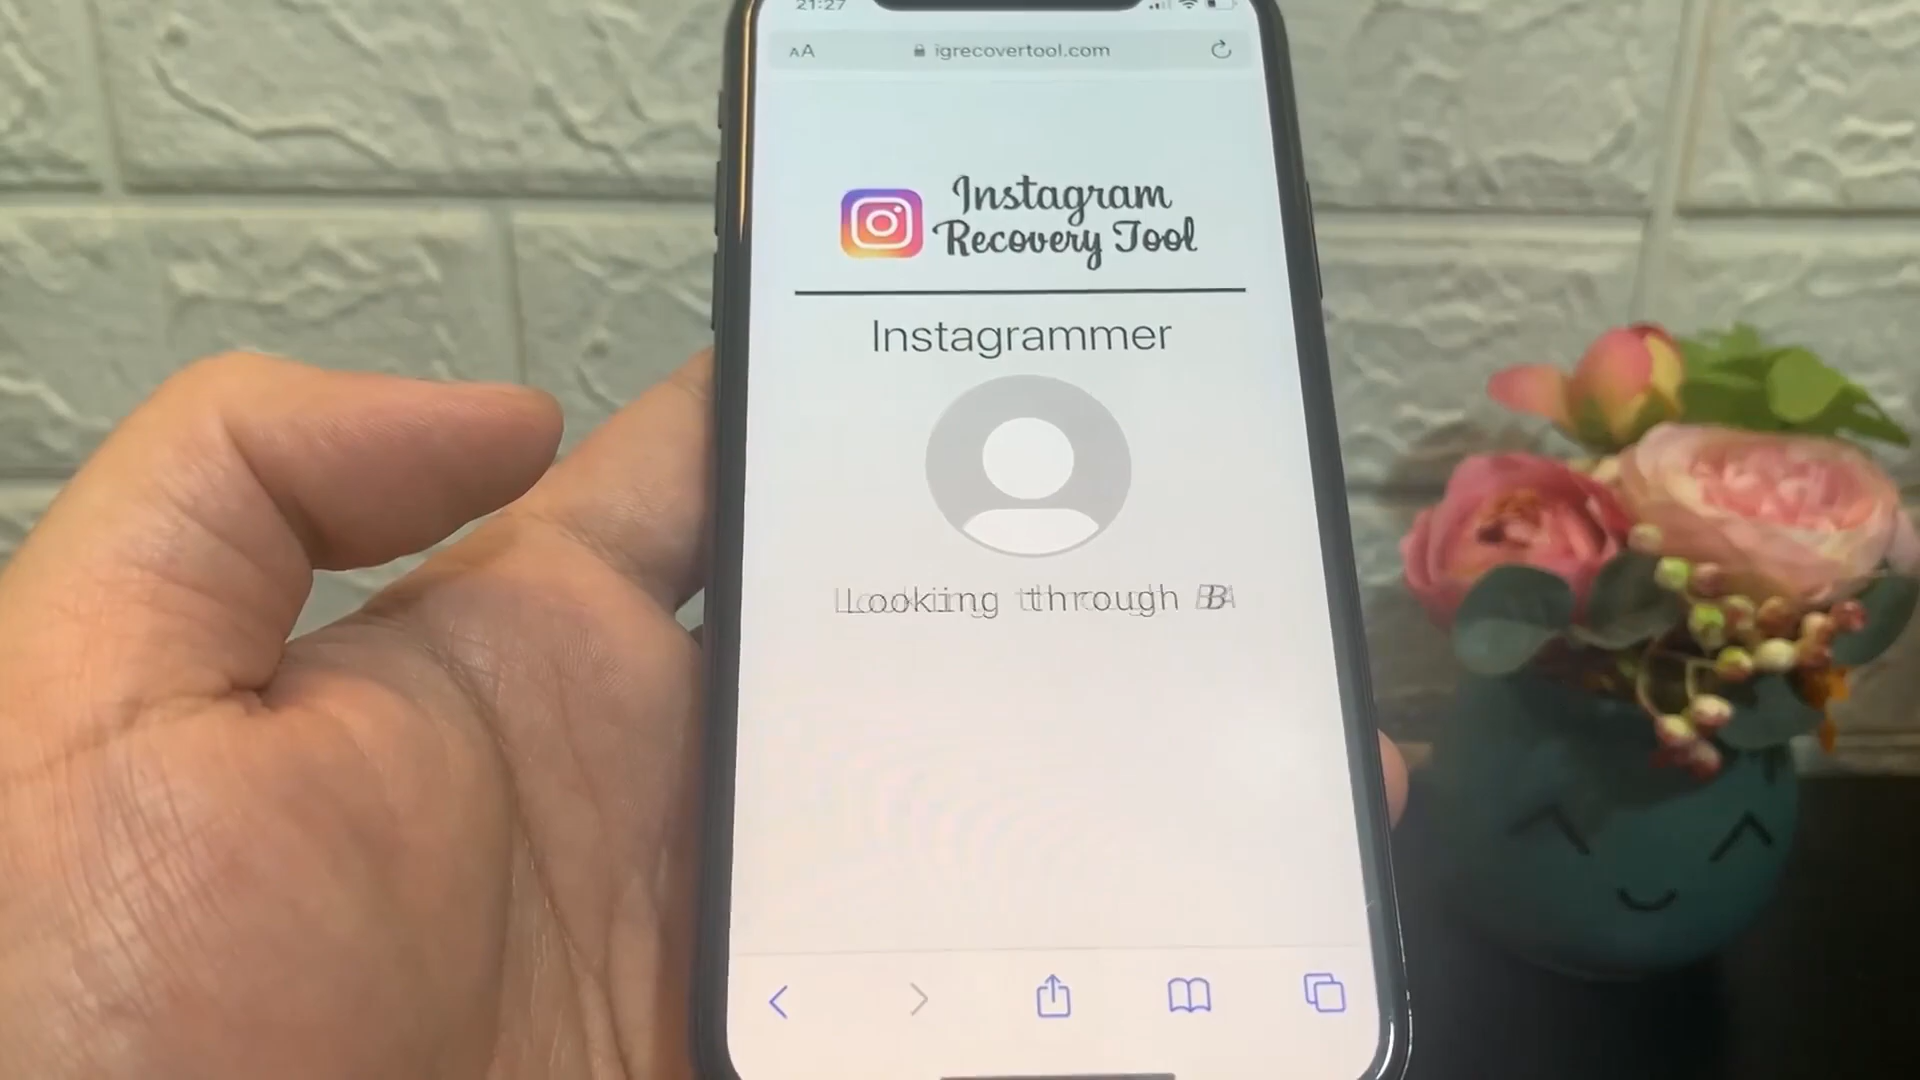 21:27
AA igrecovertool.com
Instagram
Recovery Tool
Instagrammer
Looking through